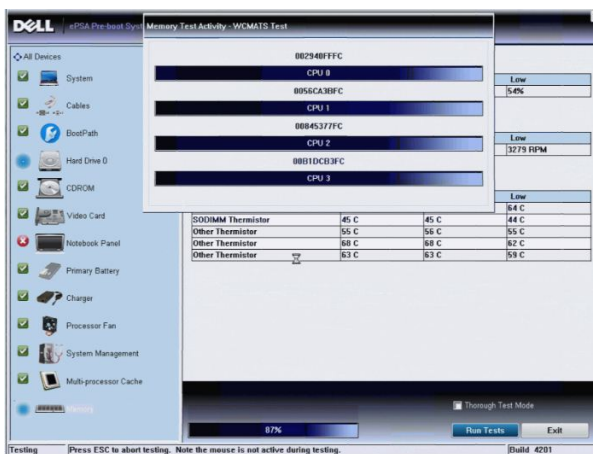 DELL
ePSA Pre-boot Syst
Memory Test Activity - WCMATS Test
002940FFFC
CPU 0
0056CA3BFC
CPU 1
00845377FC
CPU 2
00B1DCB3FC
CPU 3
All Devices
System
Cables
BootPath
Hard Drive 0
CDROM
Video Card
Notebook Panel
Primary Battery
Charger
Processor Fan
System Management
Multi-processor Cache
Memory
Low
54%
Low
3279 RPM
Low
64 C
SODIMM Thermistor 45 C 45 C 44 C
Other Thermistor 55 C 56 C 55 C
Other Thermistor 68 C 68 C 62 C
Other Thermistor 63 C 63 C 59 C
Thorough Test Mode
87%
Run Tests
Exit
Testing Press ESC to abort testing. Note the mouse is not active during testing. Build 4201